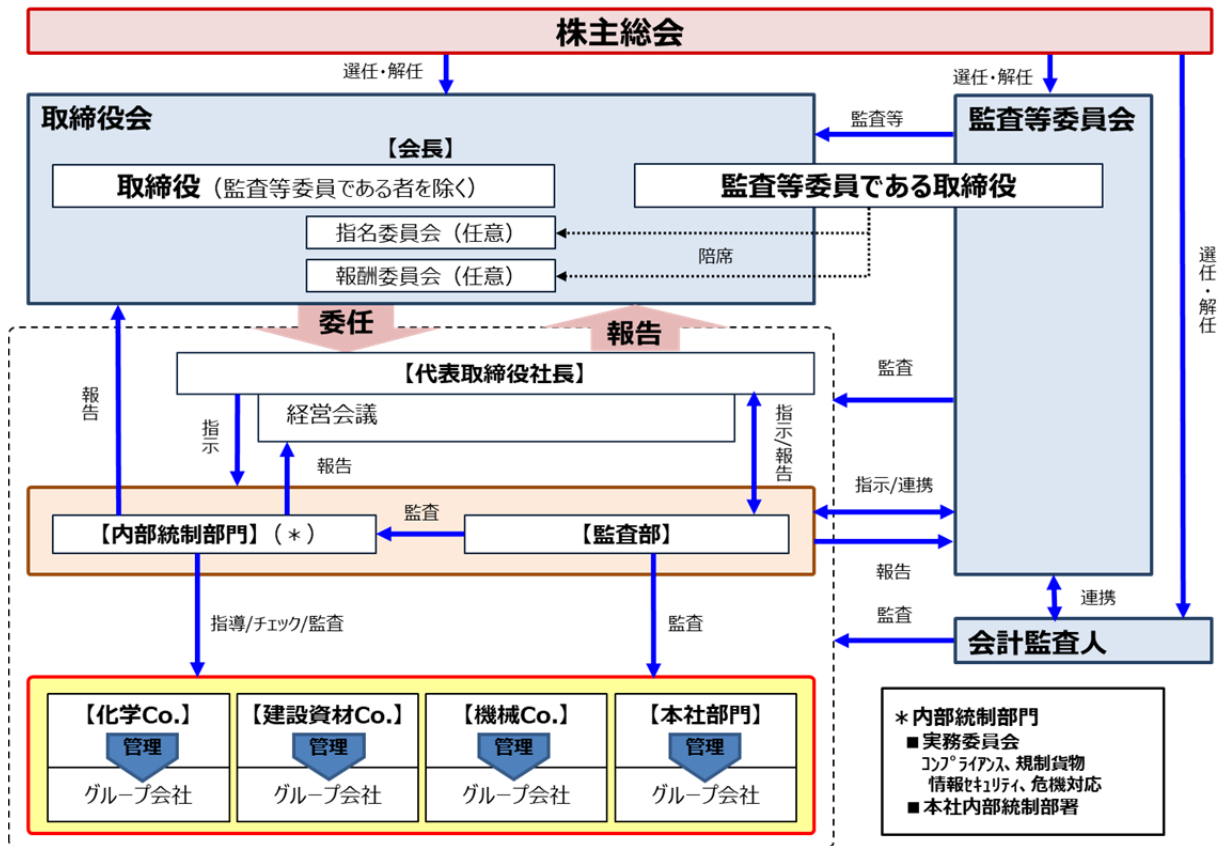 株主総会
選任・解任
選任・解任
取締役会
監査等委員会
監査等
【会長】
取締役（監査等委員である者を除く）
監査等委員である取締役
指名委員会（任意）
陪席
報酬委員会（任意）
選任・解任
委任
報告
【代表取締役社長】
監査
報告
経営会議
指示
指示/報告
報告
指示/連携
監査
【内部統制部門】（＊）
【監査部】
報告
連携
指導/チェック/監査
監査
監査
会計監査人
【化学Co.】
【建設資材Co.】
【機械Co.】
【本社部門】
管理
管理
管理
管理
グループ会社
グループ会社
グループ会社
グループ会社
＊内部統制部門
■実務委員会
ｺﾝﾌﾟﾗｲｱﾝｽ、規制貨物
情報ｾｷｭﾘﾃｨ、危機対応
■本社内部統制部署